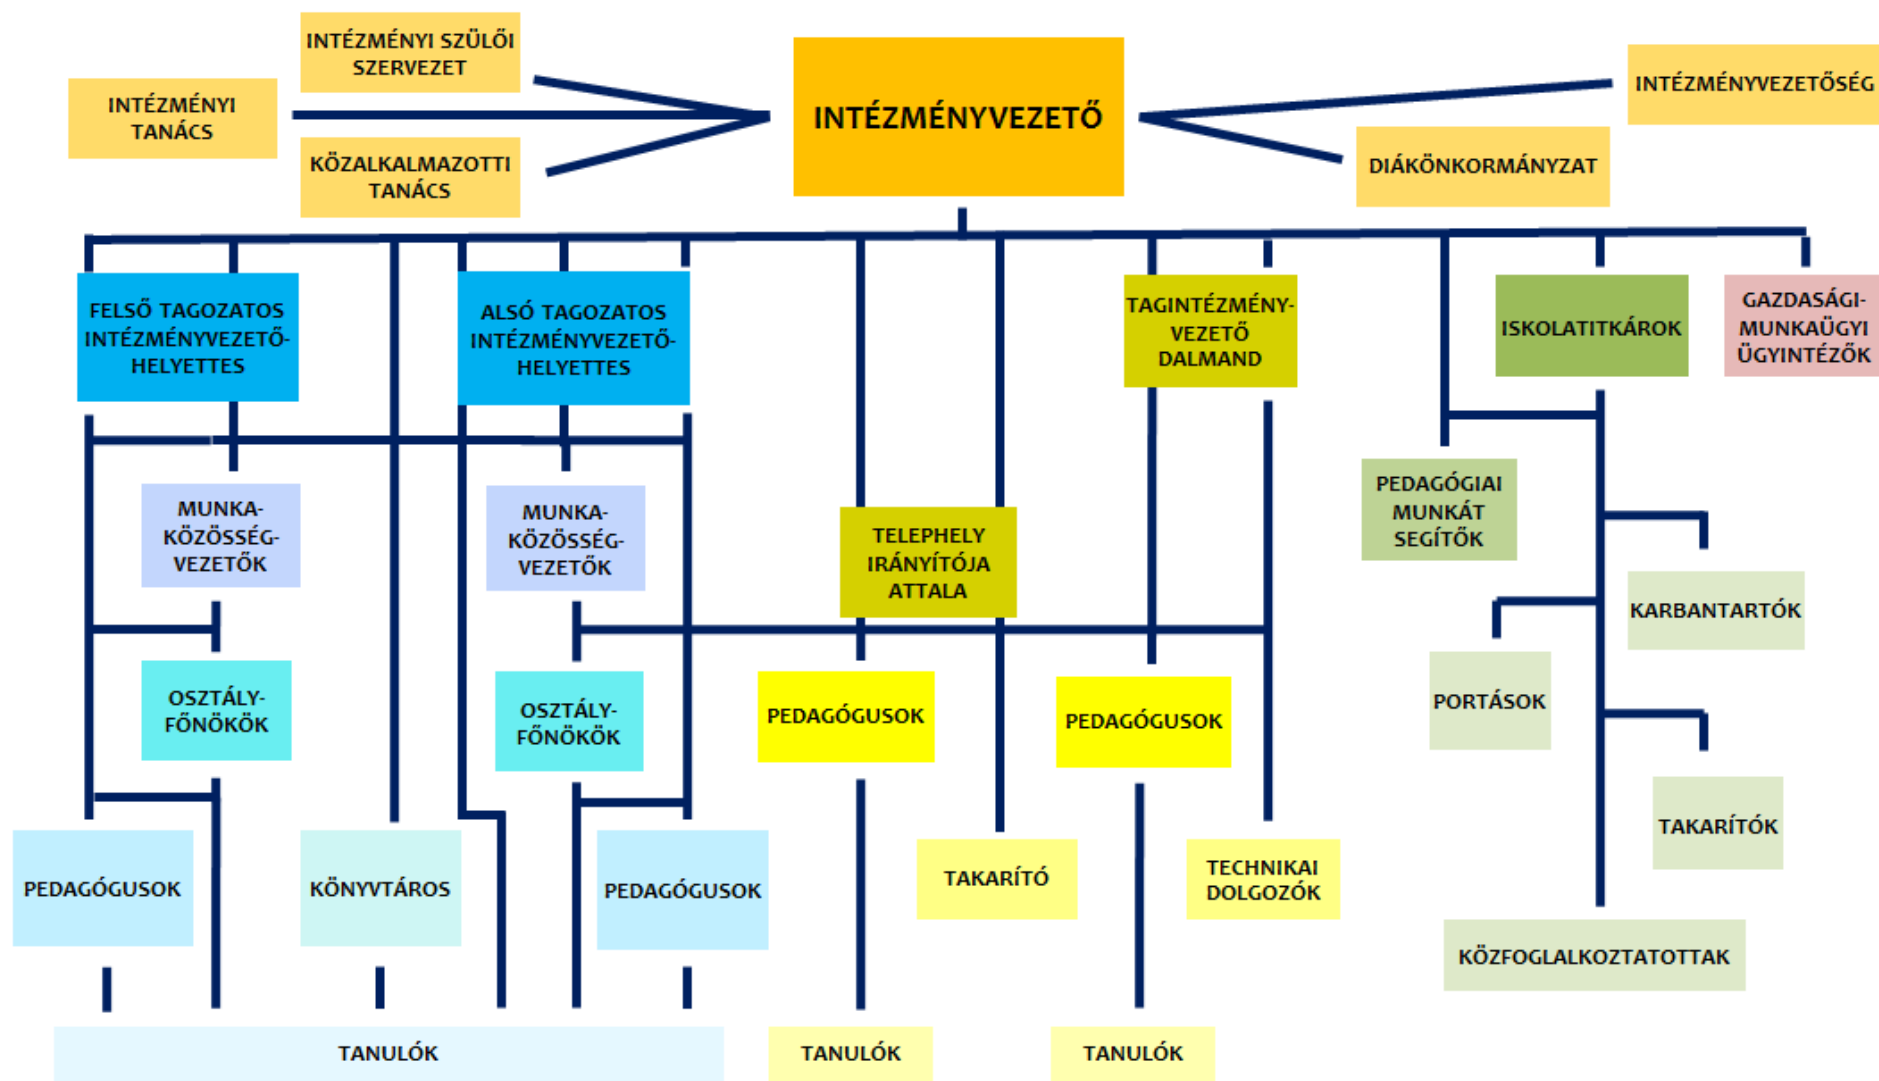 INTÉZMÉNYI SZÜLŐI
SZERVEZET
INTÉZMÉNYI
TANÁCS
KÖZALKALMAZOTTI
TANÁCS
INTÉZMÉNYVEZETŐ
INTÉZMÉNYVEZETŐSÉG
DIÁKÖNKORMÁNYZAT
FELSŐ TAGOZATOS
INTÉZMÉNYVEZETŐ-
HELYETTES
ALSÓ TAGOZATOS
INTÉZMÉNYVEZETŐ-
HELYETTES
TAGINTÉZMÉNY-
VEZETŐ
DALMAND
ISKOLATITKÁROK
GAZDASÁGI-
MUNKAÜGYI
ÜGYINTÉZŐK
MUNKA-
KÖZÖSSÉG-
VEZETŐK
MUNKA-
KÖZÖSSÉG-
VEZETŐK
TELEPHELY
IRÁNYÍTÓJA
ATTALA
PEDAGÓGIAI
MUNKÁT
SEGÍTŐK
KARBANTARTÓK
OSZTÁLY-
FŐNÖKÖK
OSZTÁLY-
FŐNÖKÖK
PEDAGÓGUSOK
PEDAGÓGUSOK
PORTÁSOK
TAKARÍTÓK
PEDAGÓGUSOK
KÖNYVTÁROS
PEDAGÓGUSOK
TAKARÍTÓ
TECHNIKAI
DOLGOZÓK
KÖZFOGLALKOZTATOTTAK
TANULÓK
TANULÓK
TANULÓK